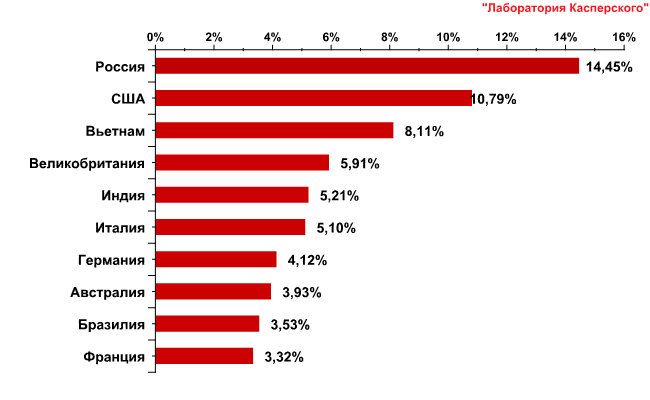 "Лаборатория Касперского"
0% 2% 4% 6% 8% 10% 12% 14% 16%
Россия 14,45%
США 10,79%
Вьетнам 8,11%
Великобритания 5,91%
Индия 5,21%
Италия 5,10%
Германия 4,12%
Австралия 3,93%
Бразилия 3,53%
Франция 3,32%